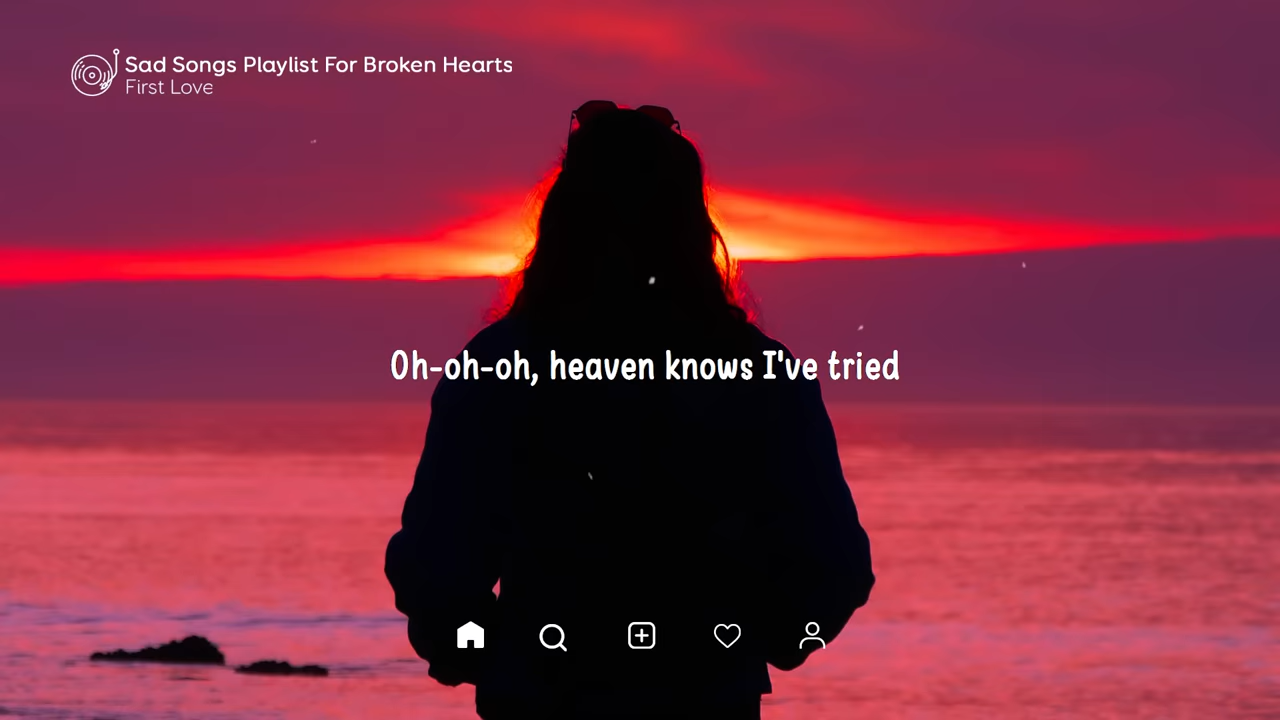 Sad Songs Playlist For Broken Hearts
First Love
Oh-oh-oh, heaven knows I've tried